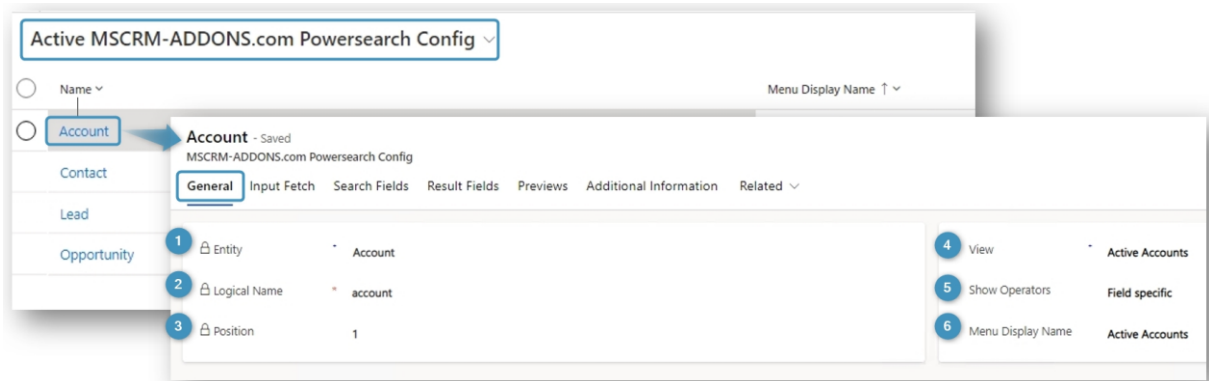 Active MSCRM-ADDONS.com Powersearch Config
Name
Menu Display Name ↑
Account
Contact
Lead
Opportunity
Account - Saved
MSCRM-ADDONS.com Powersearch Config
General Input Fetch Search Fields Result Fields Previews Additional Information Related
1 Entity * Account
2 Logical Name * account
3 Position 1
4 View * Active Accounts
5 Show Operators Field specific
6 Menu Display Name Active Accounts